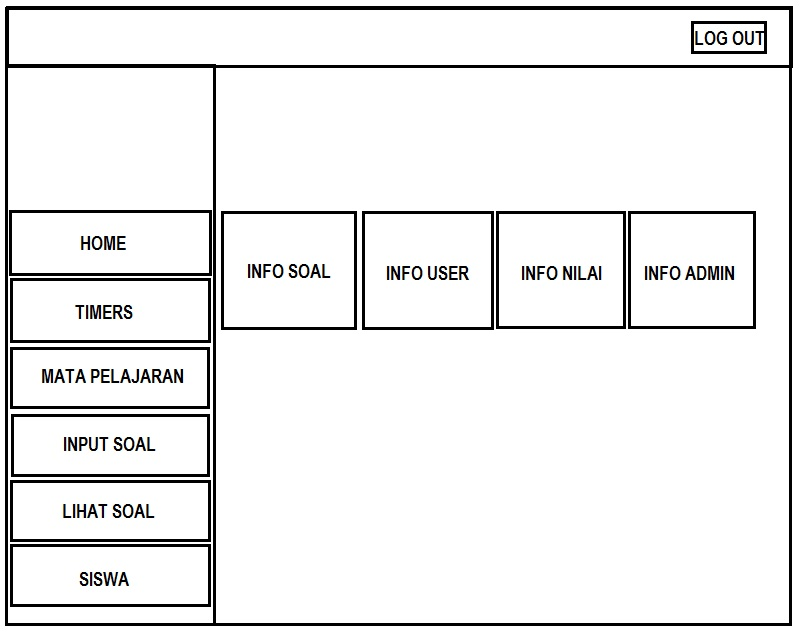 LOG OUT
HOME
TIMERS
MATA PELAJARAN
INPUT SOAL
LIHAT SOAL
SISWA
INFO SOAL
INFO USER
INFO NILAI
INFO ADMIN